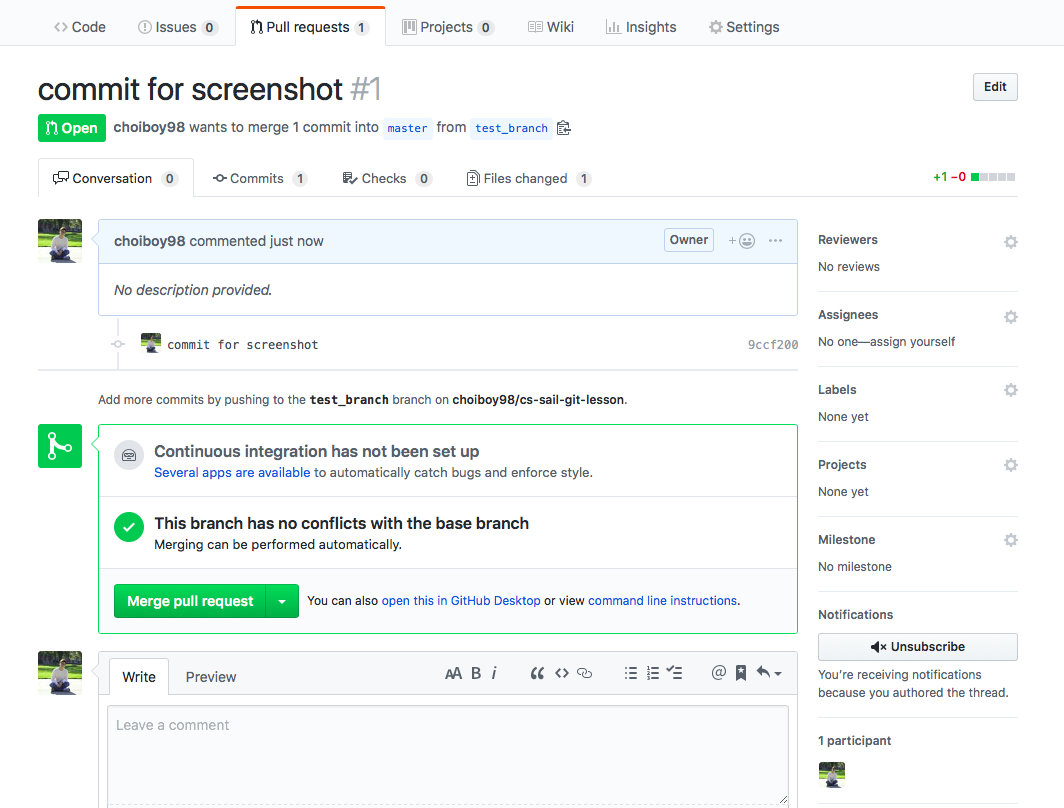 Code Issues 0 Pull requests 1 Projects 0 Wiki Insights Settings
commit for screenshot #1
Edit
Open choiboy98 wants to merge 1 commit into master from test_branch
Conversation 0 Commits 1 Checks 0 Files changed 1 +1 −0
choiboy98 commented just now Owner +
No description provided.
commit for screenshot 9ccf200
Add more commits by pushing to the test_branch branch on choiboy98/cs-sail-git-lesson.
Continuous integration has not been set up
Several apps are available to automatically catch bugs and enforce style.
This branch has no conflicts with the base branch
Merging can be performed automatically.
Merge pull request You can also open this in GitHub Desktop or view command line instructions.
Write Preview AA B i “ <> @
Leave a comment
Reviewers
No reviews
Assignees
No one—assign yourself
Labels
None yet
Projects
None yet
Milestone
No milestone
Notifications
Unsubscribe
You’re receiving notifications
because you authored the thread.
1 participant